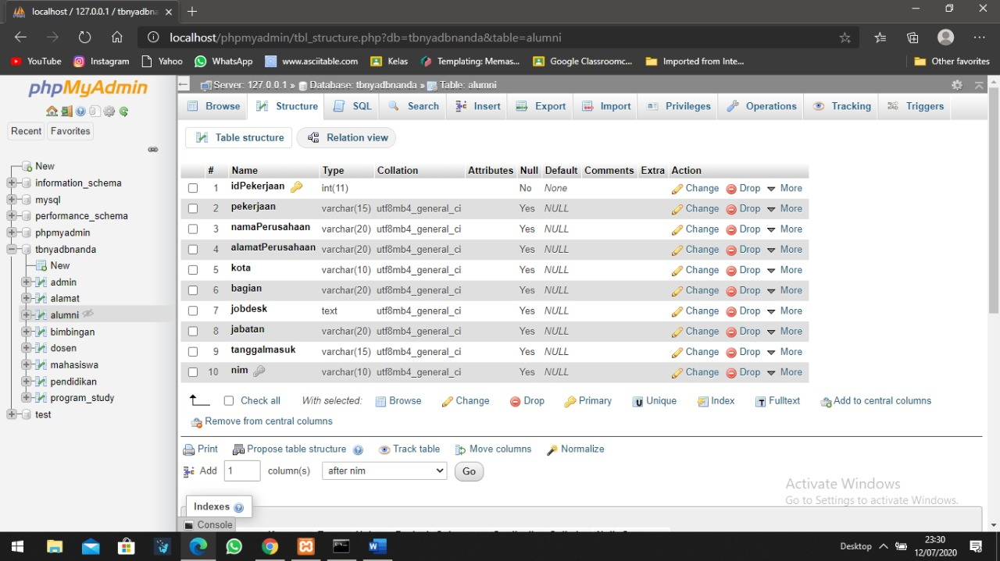 localhost / 127.0.0.1 / tbnyadbna
localhost/phpmyadmin/tbl_structure.php?db=tbnyadbnanda&table=alumni
YouTube Instagram Yahoo WhatsApp www.asciitable.com Kelas Templating: Memas... Google Classroomc... Imported from Inte... Other favorites
phpMyAdmin
Recent Favorites
New
information_schema
mysql
performance_schema
phpmyadmin
tbnyadbnanda
New
admin
alamat
alumni
bimbingan
dosen
mahasiswa
pendidikan
program_study
test
Server: 127.0.0.1 » Database: tbnyadbnanda » Table: alumni
Browse Structure SQL Search Insert Export Import Privileges Operations Tracking Triggers
Table structure Relation view
# Name Type Collation Attributes Null Default Comments Extra Action
1 idPekerjaan int(11) No None Change Drop More
2 pekerjaan varchar(15) utf8mb4_general_ci Yes NULL Change Drop More
3 namaPerusahaan varchar(20) utf8mb4_general_ci Yes NULL Change Drop More
4 alamatPerusahaan varchar(20) utf8mb4_general_ci Yes NULL Change Drop More
5 kota varchar(10) utf8mb4_general_ci Yes NULL Change Drop More
6 bagian varchar(20) utf8mb4_general_ci Yes NULL Change Drop More
7 jobdesk text utf8mb4_general_ci Yes NULL Change Drop More
8 jabatan varchar(20) utf8mb4_general_ci Yes NULL Change Drop More
9 tanggalmasuk varchar(15) utf8mb4_general_ci Yes NULL Change Drop More
10 nim varchar(10) utf8mb4_general_ci Yes NULL Change Drop More
Check all With selected: Browse Change Drop Primary Unique Index Fulltext Add to central columns
Remove from central columns
Print Propose table structure Track table Move columns Normalize
Add 1 column(s) after nim Go
Activate Windows
Go to Settings to activate Windows.
Indexes
Console
Desktop
23:30
12/07/2020